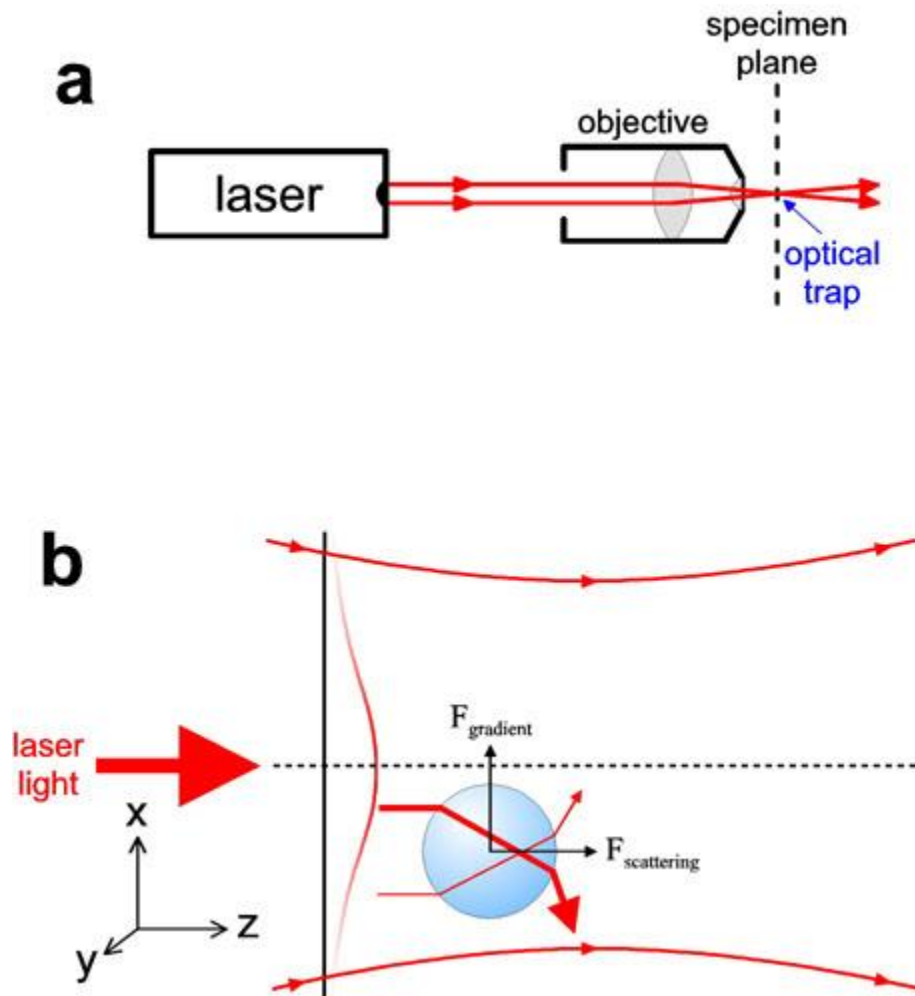 a
laser
objective
specimen
plane
optical
trap
b
laser
light
x
y
z
F gradient
F scattering